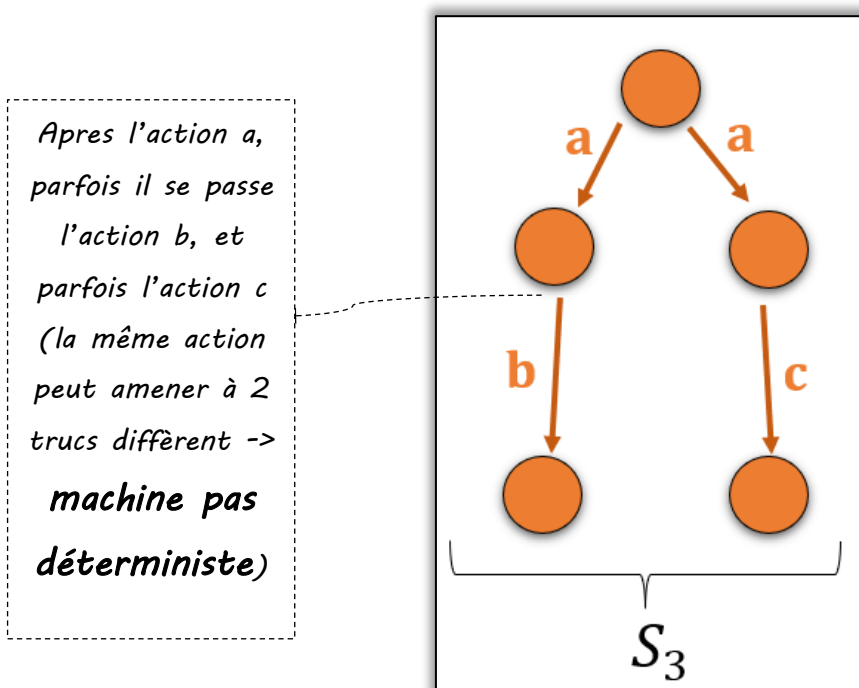 Apres l'action a,
parfois il se passe
l'action b, et
parfois l'action c
(la même action
peut amener à 2
trucs diffèrent ->
machine pas
déterministe)
a
a
b
c
S₃